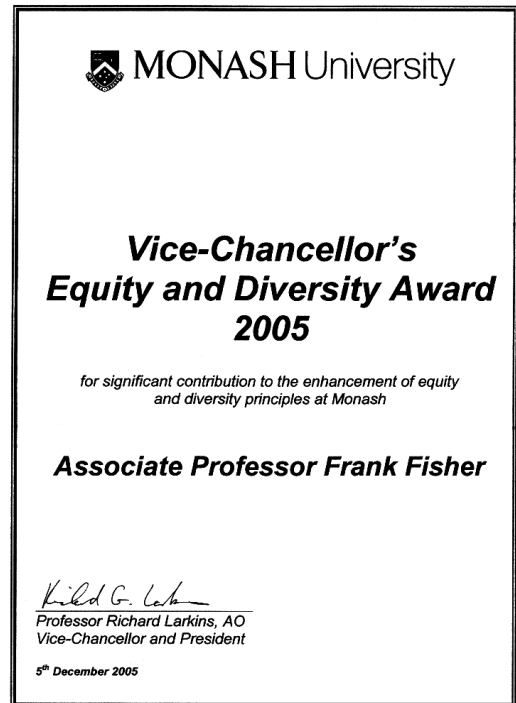 MONASH University
Vice-Chancellor's
Equity and Diversity Award
2005
for significant contribution to the enhancement of equity
and diversity principles at Monash
Associate Professor Frank Fisher
Professor Richard Larkins, AO
Vice-Chancellor and President
5th December 2005